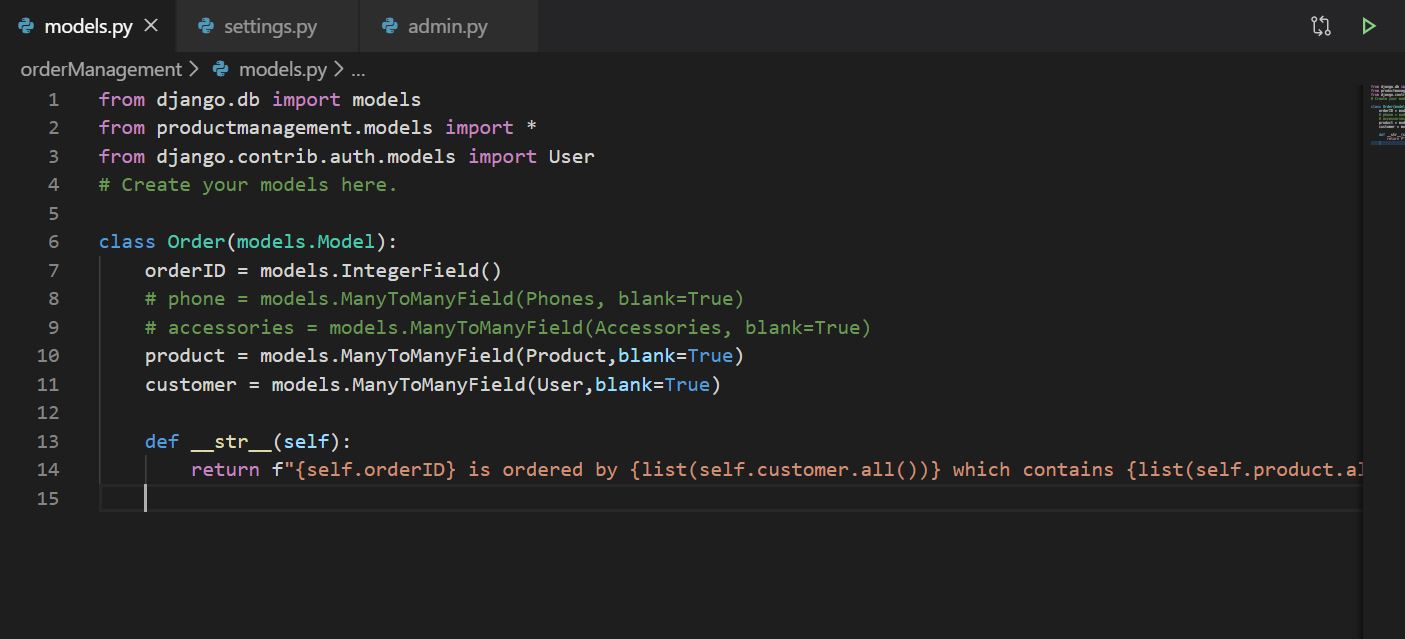 models.py
settings.py
admin.py
orderManagement > models.py > ...
1 from django.db import models
2 from productmanagement.models import *
3 from django.contrib.auth.models import User
4 # Create your models here.
5
6 class Order(models.Model):
7     orderID = models.IntegerField()
8     # phone = models.ManyToManyField(Phones, blank=True)
9     # accessories = models.ManyToManyField(Accessories, blank=True)
10     product = models.ManyToManyField(Product,blank=True)
11     customer = models.ManyToManyField(User,blank=True)
12
13     def __str__(self):
14         return f"{self.orderID} is ordered by {list(self.customer.all())} which contains {list(self.product.al
15